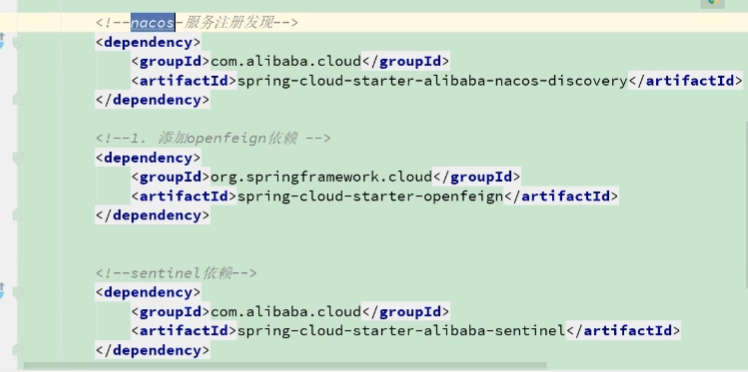 <!--nacos-服务注册发现-->
<dependency>
<groupId>com.alibaba.cloud</groupId>
<artifactId>spring-cloud-starter-alibaba-nacos-discovery</artifactId>
</dependency>
<!--1. 添加openfeign依赖 -->
<dependency>
<groupId>org.springframework.cloud</groupId>
<artifactId>spring-cloud-starter-openfeign</artifactId>
</dependency>
<!--sentinel依赖-->
<dependency>
<groupId>com.alibaba.cloud</groupId>
<artifactId>spring-cloud-starter-alibaba-sentinel</artifactId>
</dependency>